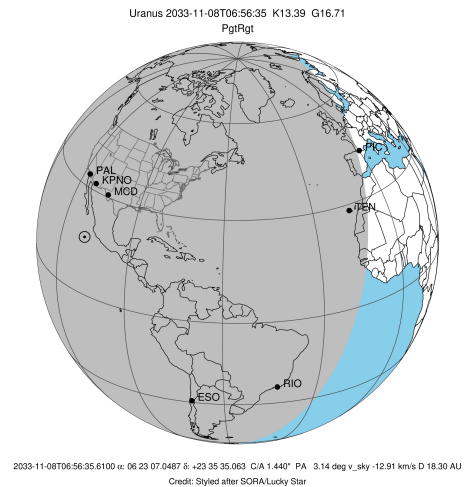 Uranus 2033-11-08T06:56:35 K13.39 G16.71
PgtRgt
PIC
PAL
KPNO
MCD
TEN
RIO
ESO
2033-11-08T06:56:35.6100 α: 06 23 07.0487 δ: +23 35 35.063 C/A 1.440" PA 3.14 deg v_sky -12.91 km/s D 18.30 AU
Credit: Styled after SORA/Lucky Star